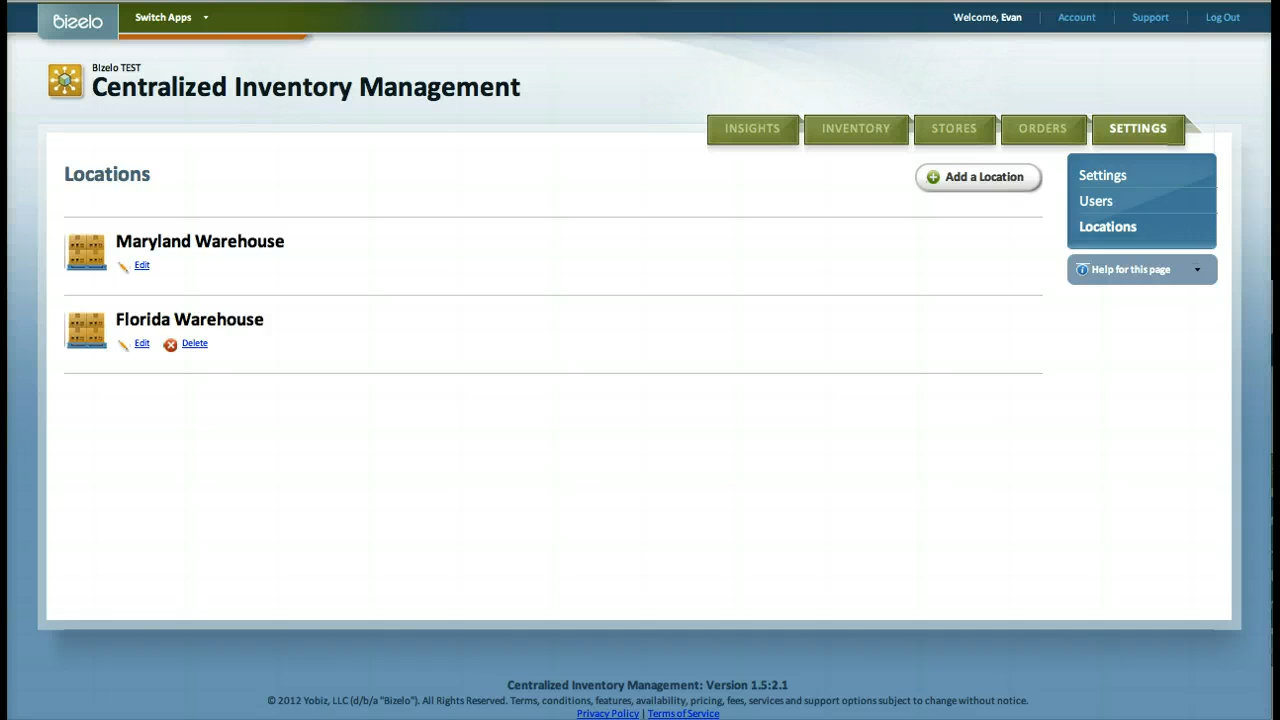 bizelo
Switch Apps
Welcome, Evan
Account
Support
Log Out
Bizelo TEST
Centralized Inventory Management
INSIGHTS
INVENTORY
STORES
ORDERS
SETTINGS
Locations
Add a Location
Settings
Users
Locations
Help for this page
Maryland Warehouse
Edit
Florida Warehouse
Edit
Delete
Centralized Inventory Management: Version 1.5:2.1
© 2012 Yobiz, LLC (d/b/a "Bizelo"). All Rights Reserved. Terms, conditions, features, availability, pricing, fees, services and support options subject to change without notice.
Privacy Policy | Terms of Service